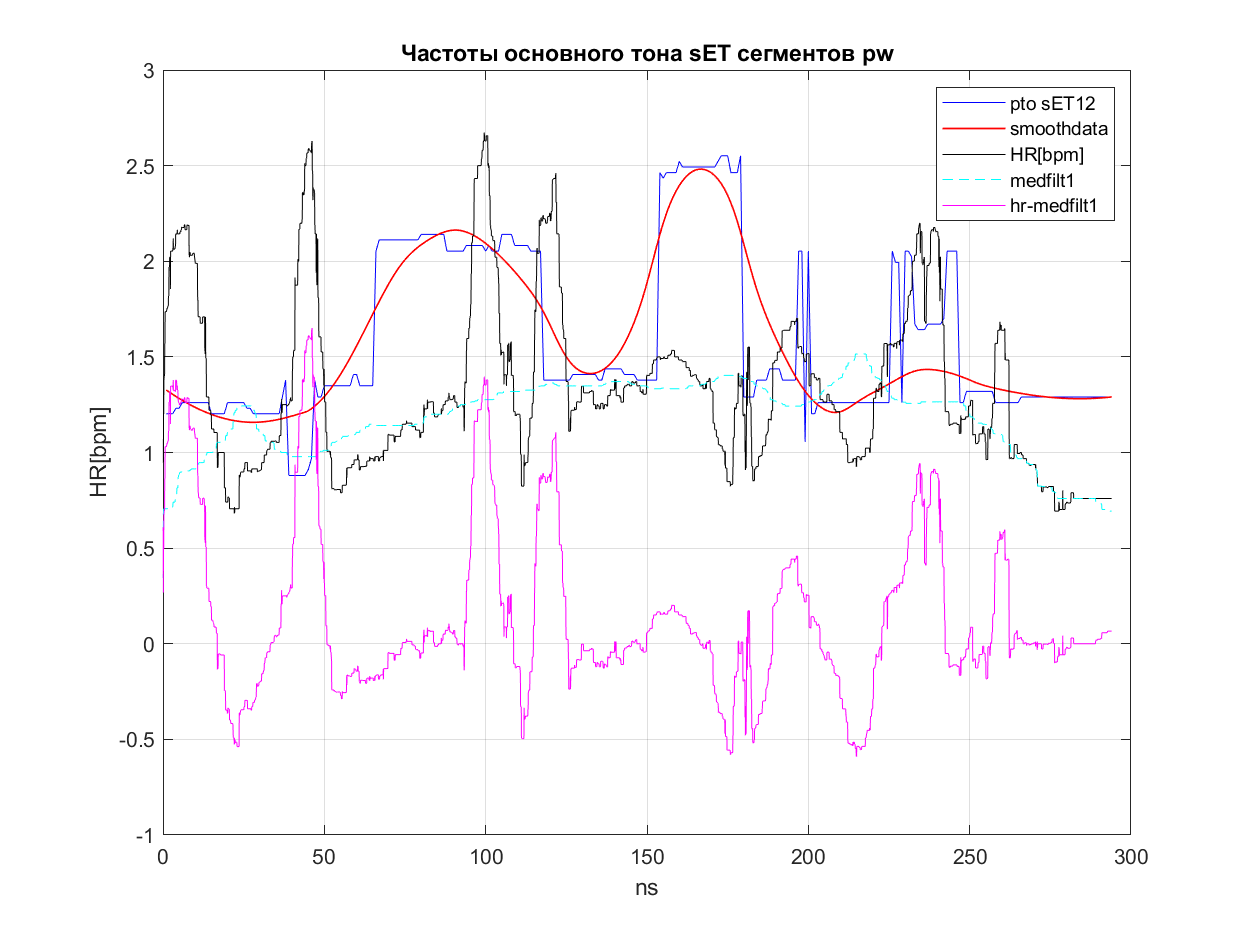 Частоты основного тона sET сегментов pw
pto sET12
smoothdata
HR[bpm]
medfilt1
hr-medfilt1
3
2.5
2
1.5
1
0.5
0
-0.5
-1
HR[bpm]
0 50 100 150 200 250 300
ns